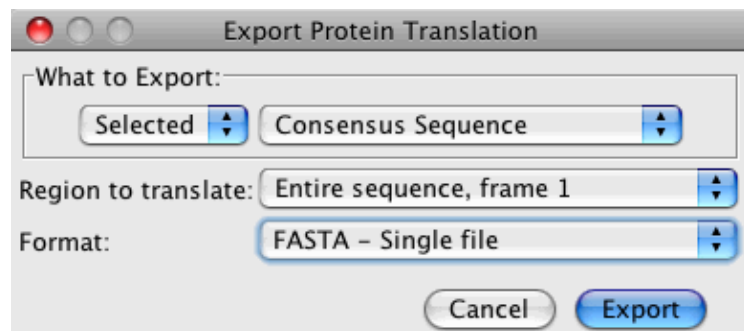 Export Protein Translation
What to Export:
Selected Consensus Sequence
Region to translate: Entire sequence, frame 1
Format: FASTA – Single file
Cancel Export